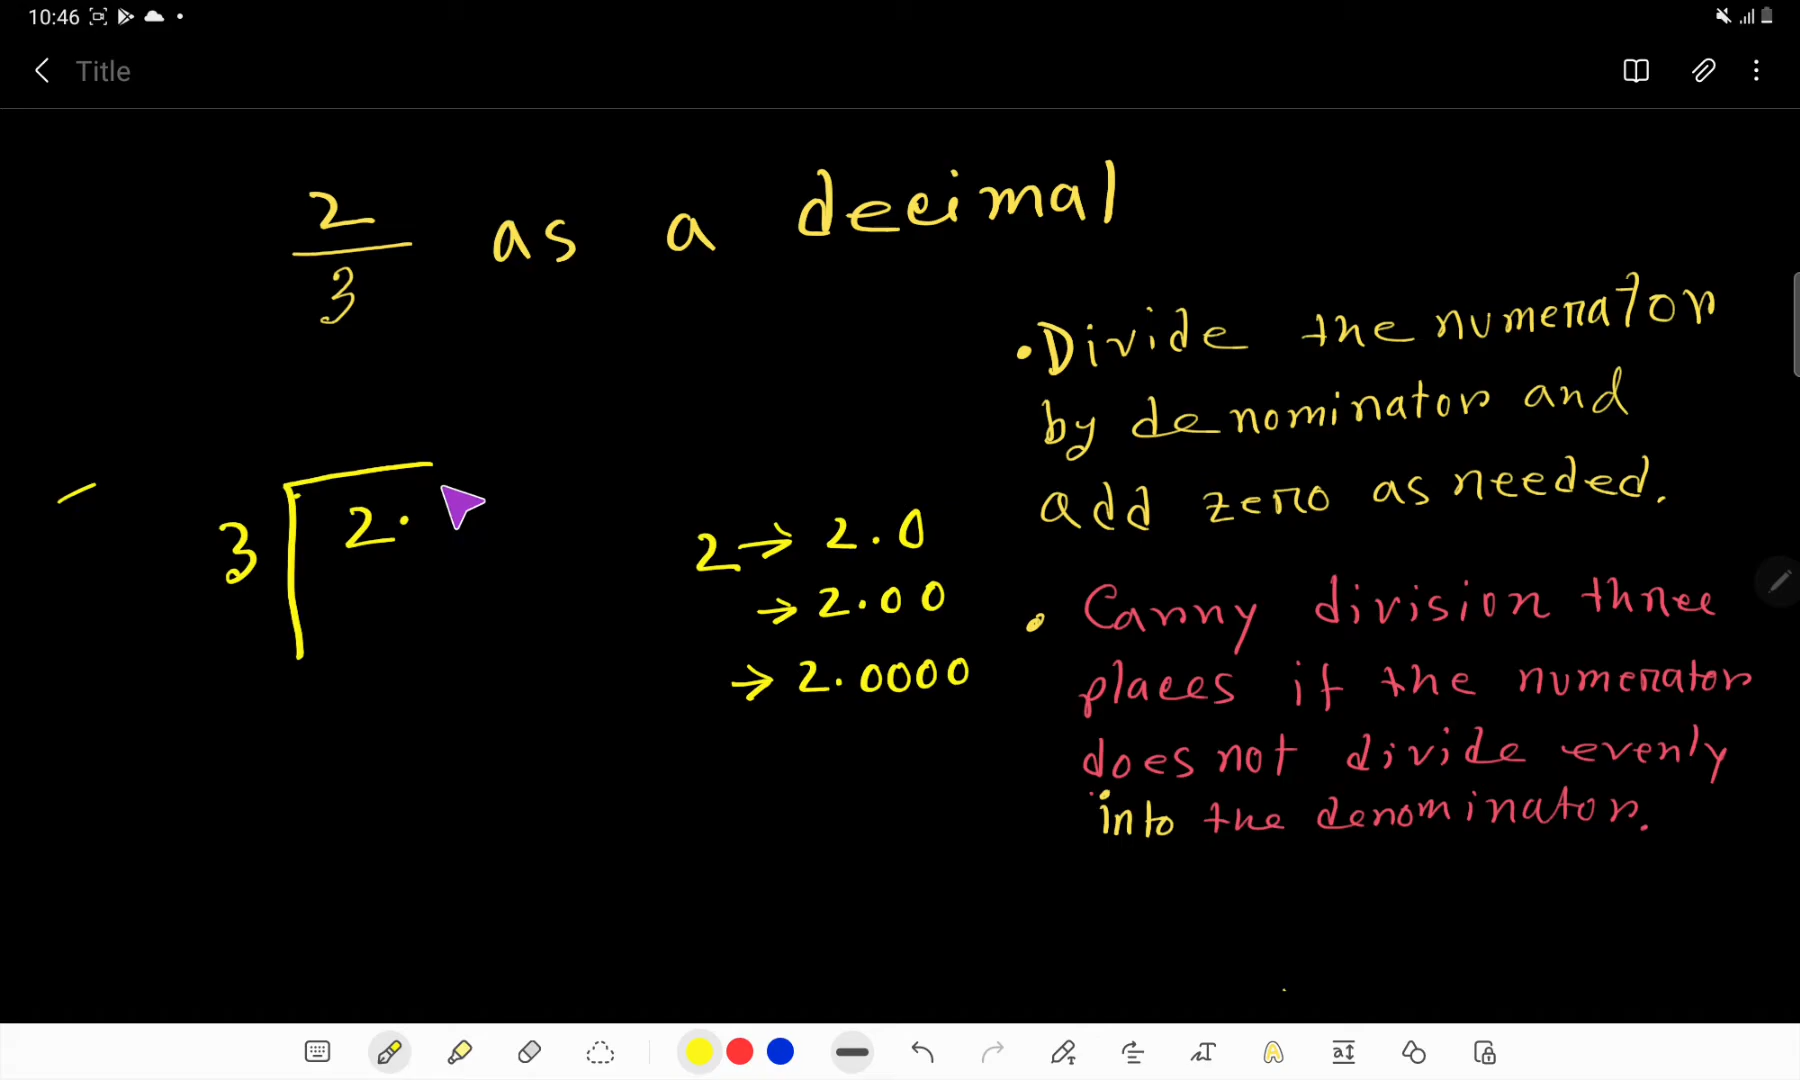 10:46
Title
2
3
as a decimal
• Divide the numerator
by denominator and
add zero as needed.
3 2.
2 → 2.0
→ 2.00
→ 2.0000
• Carry division three
places if the numerator
does not divide evenly
into the denominator.